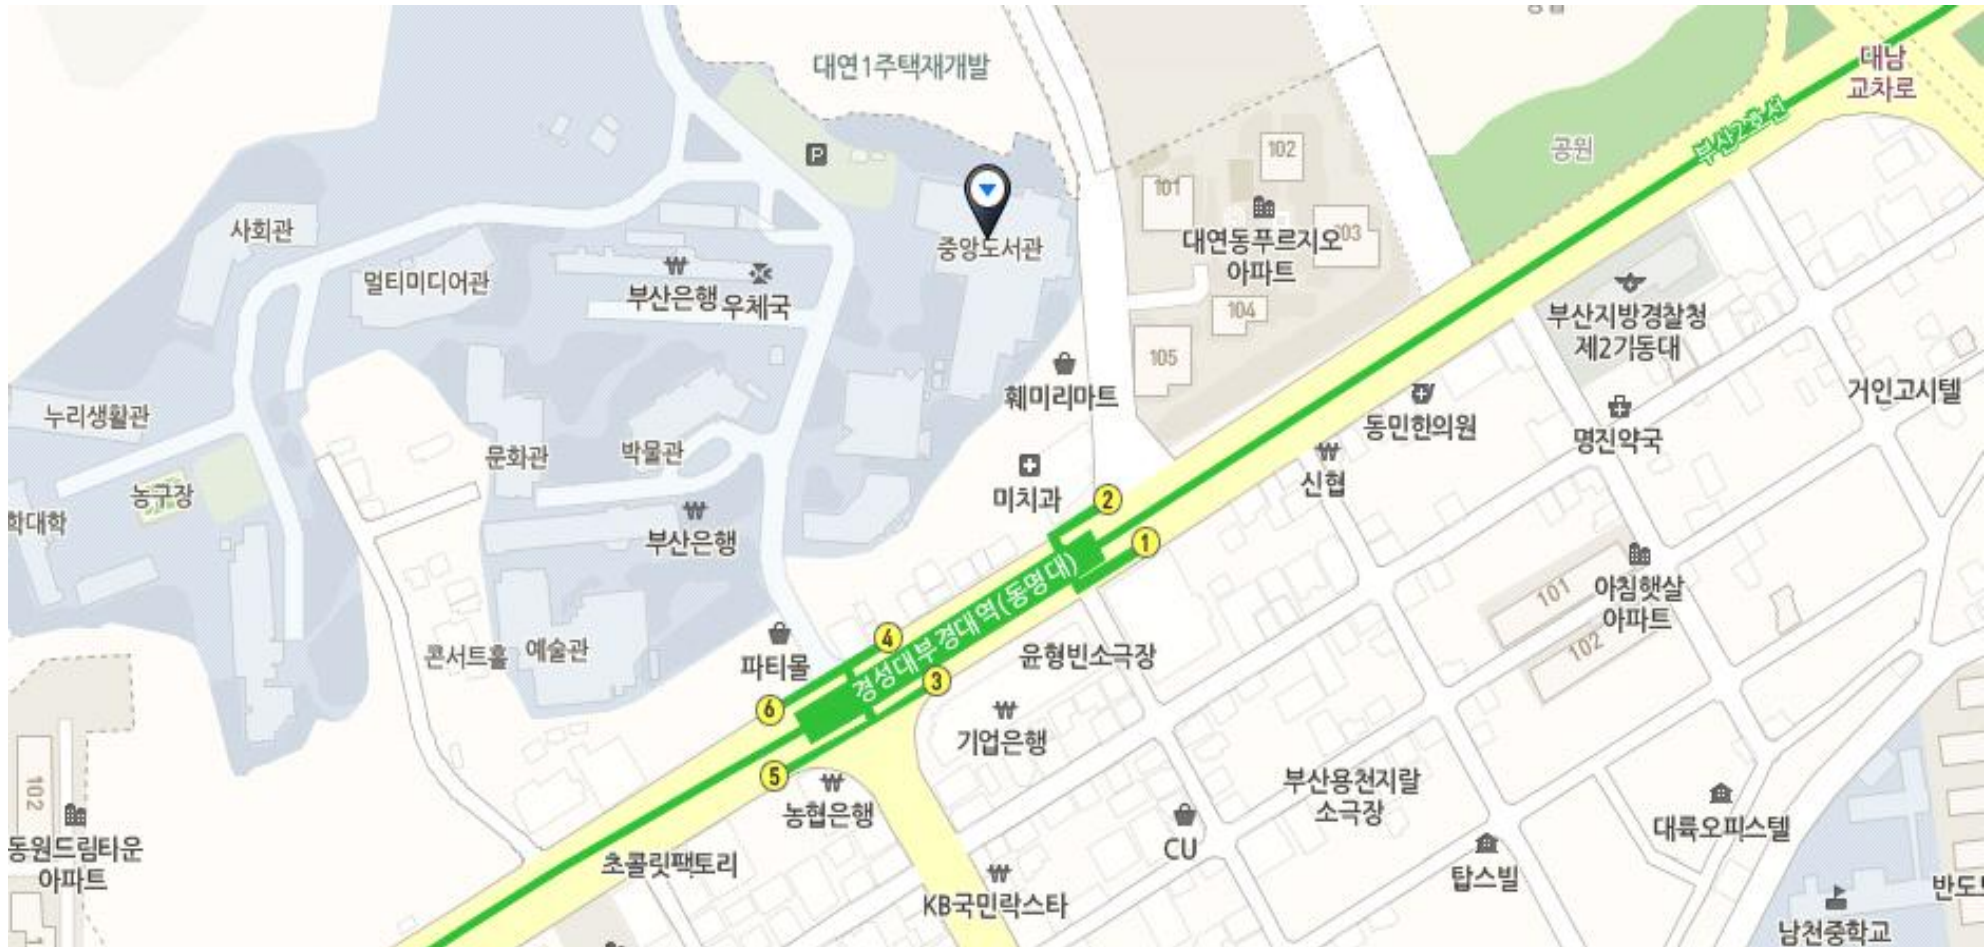 대연1주택재개발
대남
교차로
부산2호선
공원
P
102
101
103
대연동푸르지오
아파트
104
105
사회관
멀티미디어관
중앙도서관
부산은행
우체국
부산지방경찰청
제2기동대
훼미리마트
거인고시텔
누리생활관
동민한의원
명진약국
문화관
박물관
신협
농구장
미치과
2
학대학
부산은행
1
101
아침햇살
아파트
102
경성대부경대역(동명대)
4
콘서트홀
예술관
파티몰
윤형빈소극장
3
6
기업은행
5
102
농협은행
부산용천지랄
소극장
대륙오피스텔
동원드림타운
아파트
초콜릿팩토리
CU
탑스빌
KB국민락스타
남천중학교